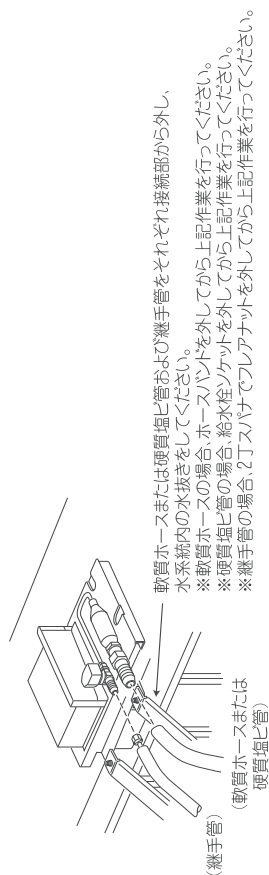 軟質ホースまたは硬質塩ビ管および継手管をそれぞれ接続部から外し、
水系統内の水抜きをしてください。
※軟質ホースの場合、ホースバンドを外してから上記作業を行ってください。
※硬質塩ビ管の場合、給水栓ソケットを外してから上記作業を行ってください。
※継手管の場合、2丁スパナでフレアナットを外してから上記作業を行ってください。
(継手管)
(軟質ホースまたは
硬質塩ビ管)